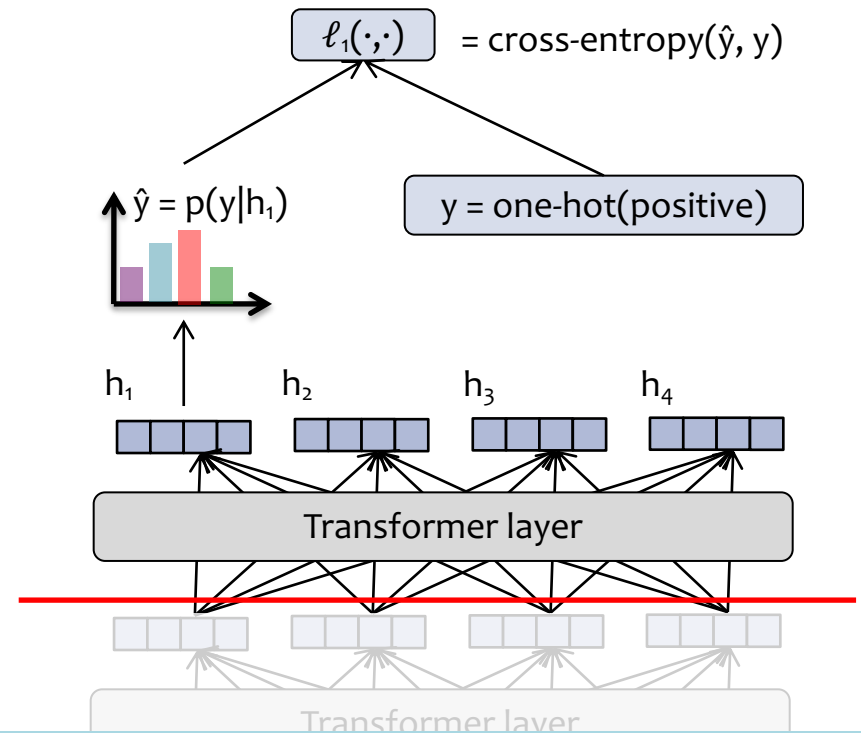 ℓ₁(·,·) = cross-entropy(ŷ, y)
ŷ = p(y|h₁)
y = one-hot(positive)
h₁ h₂ h₃ h₄
Transformer layer
Transformer layer